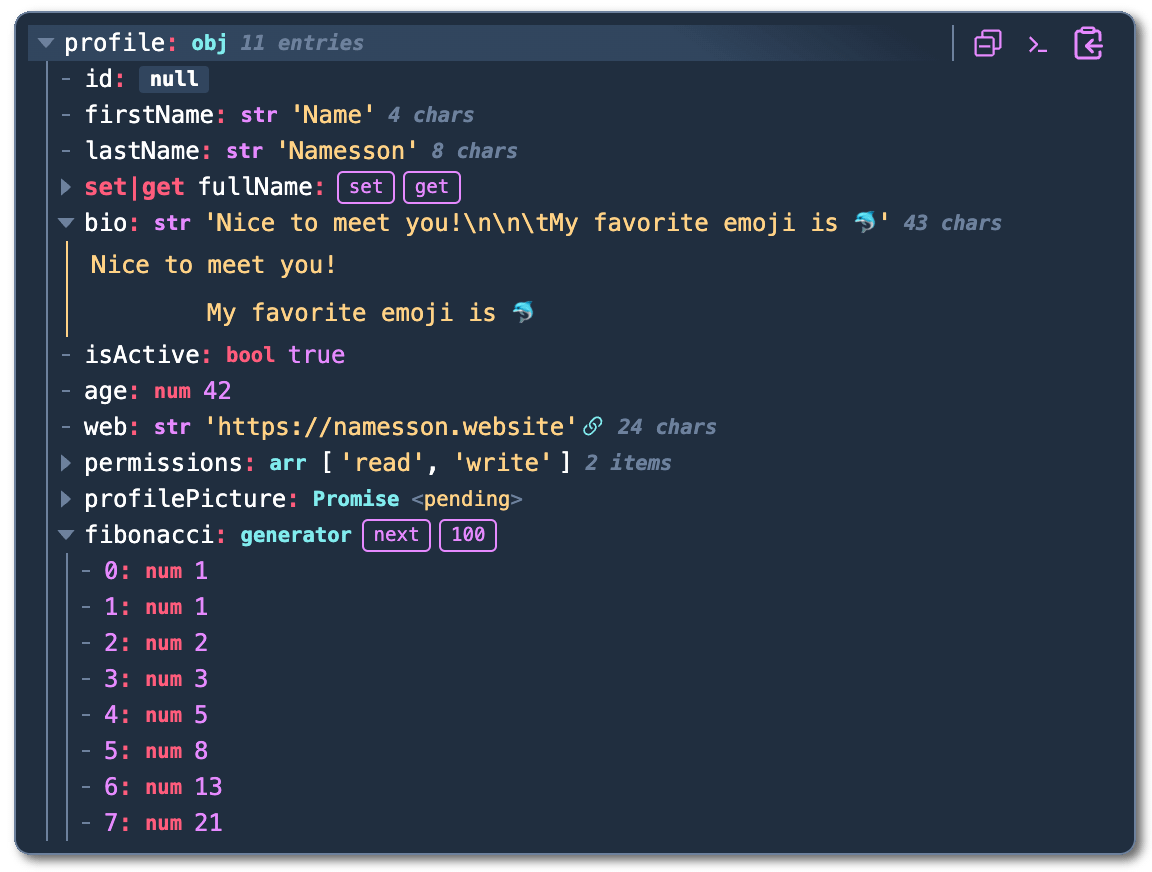 profile: obj 11 entries
id: null
firstName: str 'Name' 4 chars
lastName: str 'Namesson' 8 chars
set|get fullName: set get
bio: str 'Nice to meet you!\n\n\tMy favorite emoji is 🐬' 43 chars
Nice to meet you!
My favorite emoji is 🐬
isActive: bool true
age: num 42
web: str 'https://namesson.website' 24 chars
permissions: arr ['read', 'write'] 2 items
profilePicture: Promise <pending>
fibonacci: generator next 100
0: num 1
1: num 1
2: num 2
3: num 3
4: num 5
5: num 8
6: num 13
7: num 21